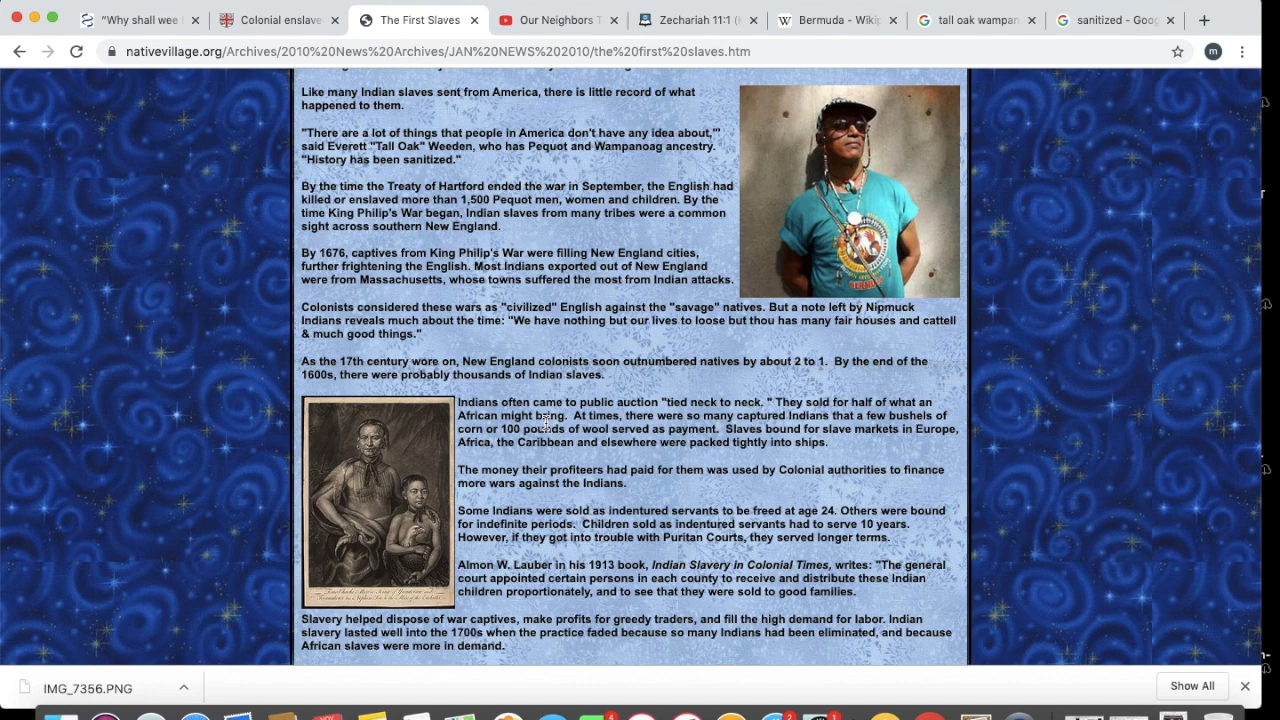 "Why shall wee l
Colonial enslave
The First Slaves
Our Neighbors T
Zechariah 11:1 (K
Bermuda - Wikip
tall oak wampan
sanitized - Goog
nativevillage.org/Archives/2010%20News%20Archives/JAN%20NEWS%202010/the%20first%20slaves.htm
m
Like many Indian slaves sent from America, there is little record of what
happened to them.
"There are a lot of things that people in America don't have any idea about,'"
said Everett "Tall Oak" Weeden, who has Pequot and Wampanoag ancestry.
"History has been sanitized."
By the time the Treaty of Hartford ended the war in September, the English had
killed or enslaved more than 1,500 Pequot men, women and children. By the
time King Philip's War began, Indian slaves from many tribes were a common
sight across southern New England.
By 1676, captives from King Philip's War were filling New England cities,
further frightening the English. Most Indians exported out of New England
were from Massachusetts, whose towns suffered the most from Indian attacks.
Colonists considered these wars as "civilized" English against the "savage" natives. But a note left by Nipmuck
Indians reveals much about the time: "We have nothing but our lives to loose but thou has many fair houses and cattell
& much good things."
As the 17th century wore on, New England colonists soon outnumbered natives by about 2 to 1. By the end of the
1600s, there were probably thousands of Indian slaves.
Indians often came to public auction "tied neck to neck. " They sold for half of what an
African might bring. At times, there were so many captured Indians that a few bushels of
corn or 100 pounds of wool served as payment. Slaves bound for slave markets in Europe,
Africa, the Caribbean and elsewhere were packed tightly into ships.
The money their profiteers had paid for them was used by Colonial authorities to finance
more wars against the Indians.
Some Indians were sold as indentured servants to be freed at age 24. Others were bound
for indefinite periods. Children sold as indentured servants had to serve 10 years.
However, if they got into trouble with Puritan Courts, they served longer terms.
Almon W. Lauber in his 1913 book, Indian Slavery in Colonial Times, writes: "The general
court appointed certain persons in each county to receive and distribute these Indian
children proportionately, and to see that they were sold to good families.
Slavery helped dispose of war captives, make profits for greedy traders, and fill the high demand for labor. Indian
slavery lasted well into the 1700s when the practice faded because so many Indians had been eliminated, and because
African slaves were more in demand.
IMG_7356.PNG
Show All
NOV
4
2
1